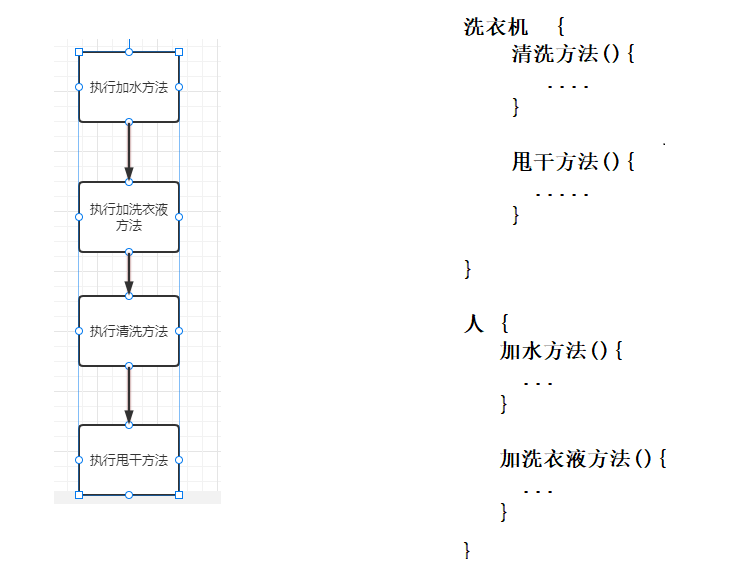 执行加水方法
执行加洗衣液
方法
执行清洗方法
执行甩干方法
洗衣机 {
清洗方法(){
....
}
甩干方法(){
.....
}
}
人 {
加水方法(){
...
}
加洗衣液方法(){
...
}
}